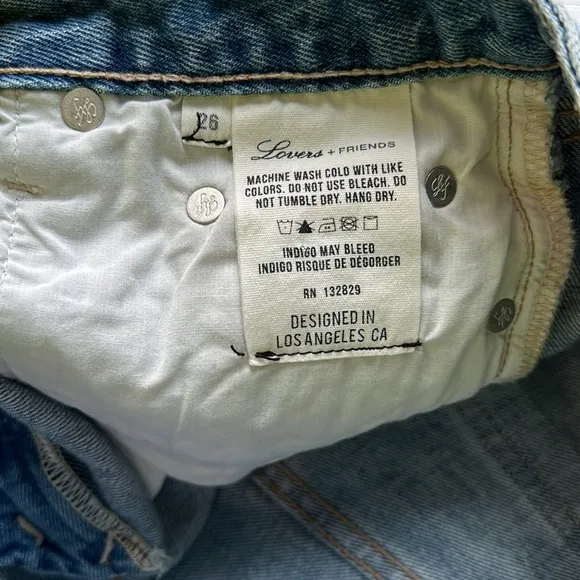 26
Lovers + FRIENDS
MACHINE WASH COLD WITH LIKE
COLORS. DO NOT USE BLEACH. DO
NOT TUMBLE DRY. HANG DRY.
INDIGO MAY BLEED
INDIGO RISQUE DE DÉGORGER
RN 132829
DESIGNED IN
LOS ANGELES CA